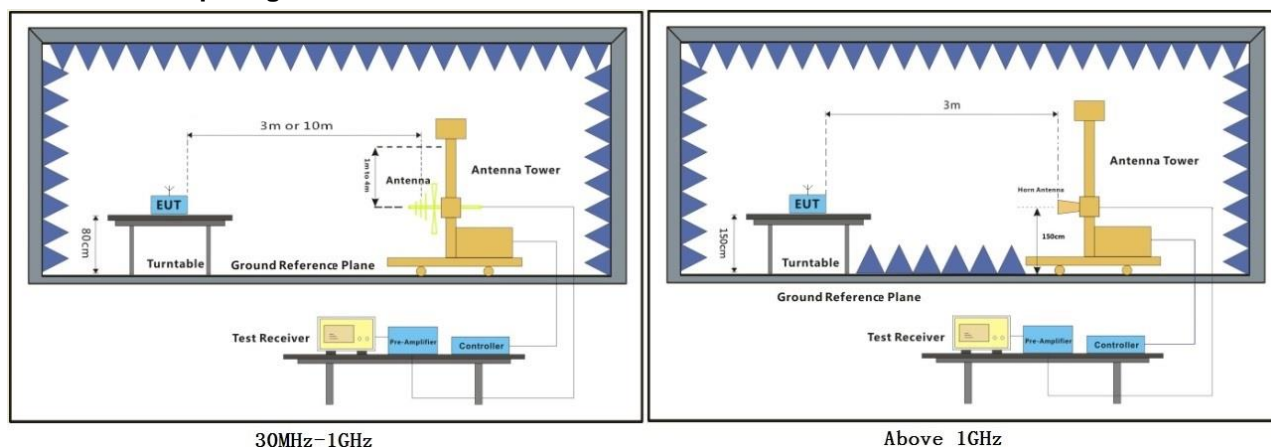 3m or 10m
1m to 4m
Antenna
Antenna Tower
EUT
80cm
Turntable
Ground Reference Plane
Test Receiver
Pre-Amplifier
Controller
30MHz-1GHz
3m
Antenna Tower
Horn Antenna
EUT
150cm
150cm
Turntable
Ground Reference Plane
Test Receiver
Pre-Amplifier
Controller
Above 1GHz